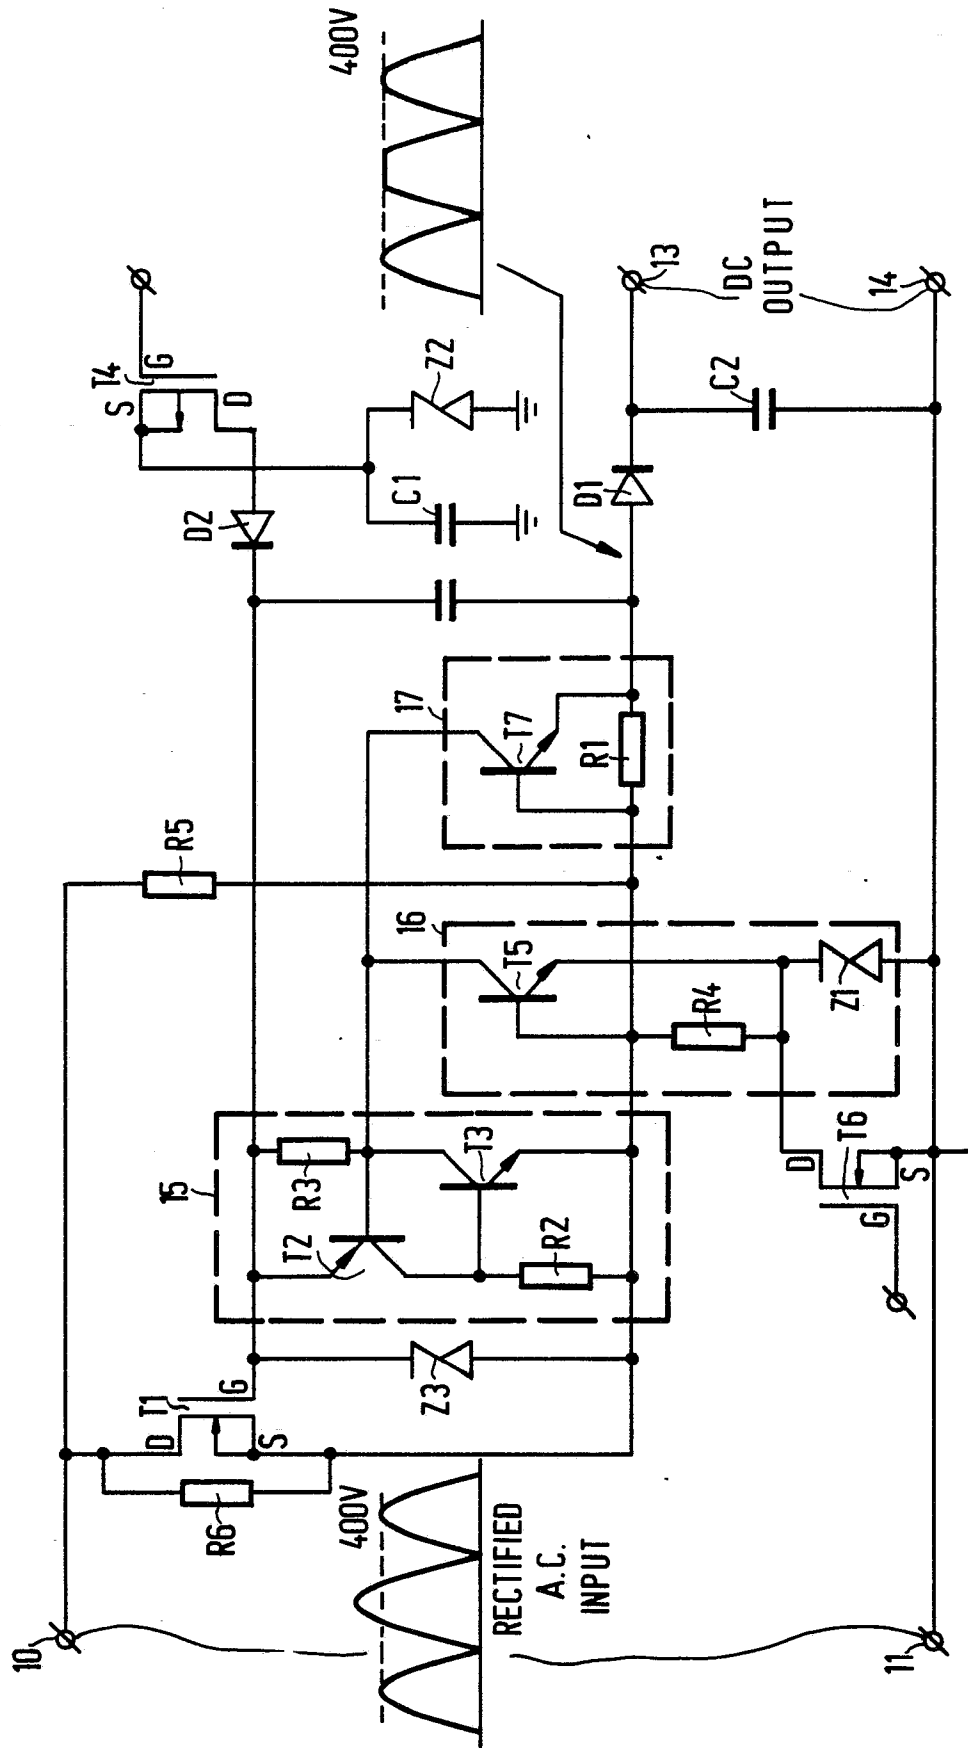 10
R6
400V
RECTIFIED
A.C.
INPUT
11
D
T1
G
S
Z3
15
R3
T2
T3
R2
G
T6
D
S
16
T5
R4
Z1
R5
17
T7
R1
D2
C1
Z2
T4
S
G
D
D1
C2
400V
13
DC
OUTPUT
14